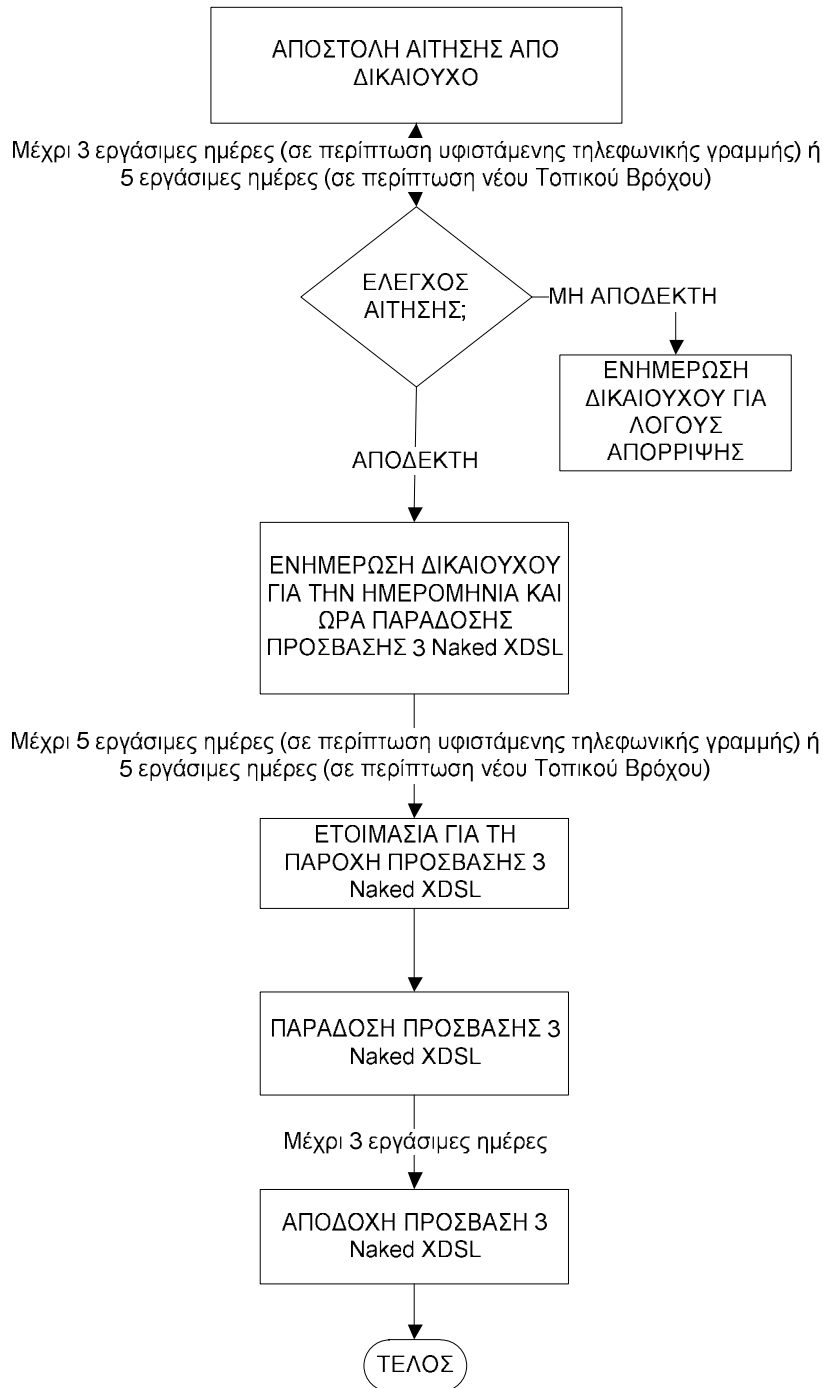 ΑΠΟΣΤΟΛΗ ΑΙΤΗΣΗΣ ΑΠΟ
ΔΙΚΑΙΟΥΧΟ
Μέχρι 3 εργάσιμες ημέρες (σε περίπτωση υφιστάμενης τηλεφωνικής γραμμής) ή
5 εργάσιμες ημέρες (σε περίπτωση νέου Τοπικού Βρόχου)
ΕΛΕΓΧΟΣ
ΑΙΤΗΣΗΣ;
ΜΗ ΑΠΟΔΕΚΤΗ
ΕΝΗΜΕΡΩΣΗ
ΔΙΚΑΙΟΥΧΟΥ ΓΙΑ
ΛΟΓΟΥΣ
ΑΠΟΡΡΙΨΗΣ
ΑΠΟΔΕΚΤΗ
ΕΝΗΜΕΡΩΣΗ ΔΙΚΑΙΟΥΧΟΥ
ΓΙΑ ΤΗΝ ΗΜΕΡΟΜΗΝΙΑ ΚΑΙ
ΩΡΑ ΠΑΡΑΔΟΣΗΣ
ΠΡΟΣΒΑΣΗΣ 3 Naked XDSL
Μέχρι 5 εργάσιμες ημέρες (σε περίπτωση υφιστάμενης τηλεφωνικής γραμμής) ή
5 εργάσιμες ημέρες (σε περίπτωση νέου Τοπικού Βρόχου)
ΕΤΟΙΜΑΣΙΑ ΓΙΑ ΤΗ
ΠΑΡΟΧΗ ΠΡΟΣΒΑΣΗΣ 3
Naked XDSL
ΠΑΡΑΔΟΣΗ ΠΡΟΣΒΑΣΗΣ 3
Naked XDSL
Μέχρι 3 εργάσιμες ημέρες
ΑΠΟΔΟΧΗ ΠΡΟΣΒΑΣΗ 3
Naked XDSL
ΤΕΛΟΣ